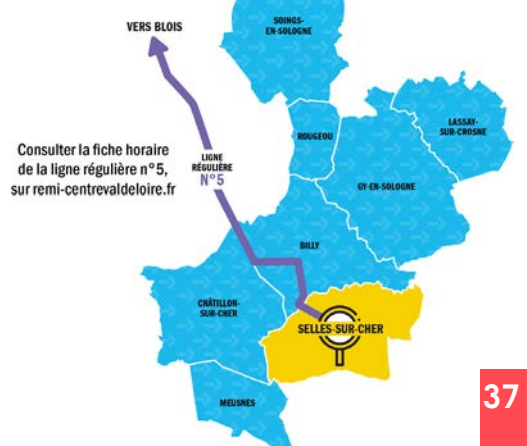 VERS BLOIS
SOINGS-
EN-SOLOGNE
LASSAY-
SUR-CROSNE
ROUGEOU
Consulter la fiche horaire
de la ligne régulière n°5,
sur remi-centrevaldeloire.fr
LIGNE
RÉGULIÈRE
N°5
GY-EN-SOLOGNE
BILLY
CHÂTILLON-
SUR-CHER
SELLES-SUR-CHER
MEUSNES
37